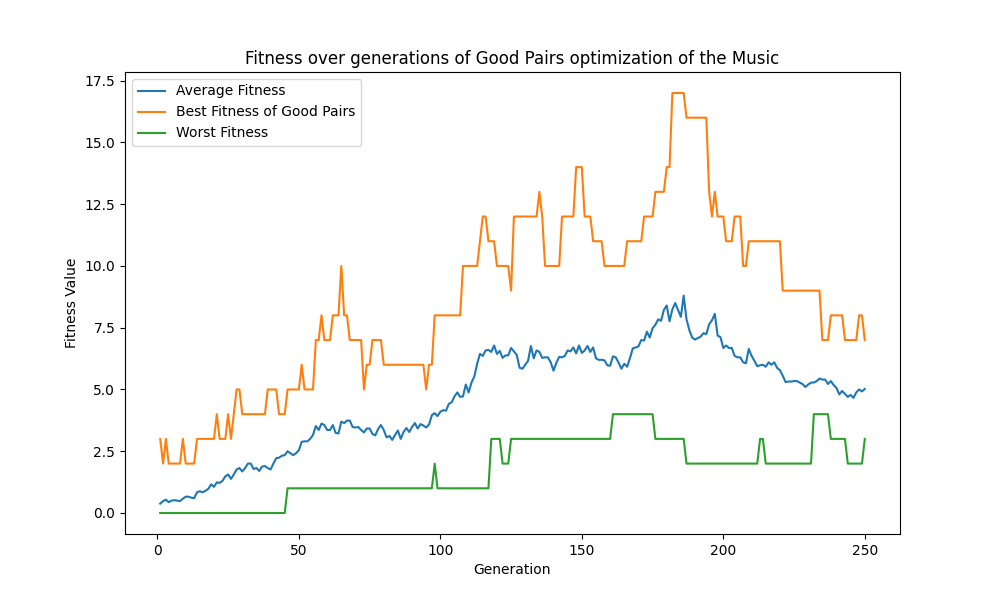 Fitness over generations of Good Pairs optimization of the Music
17.5
15.0
12.5
10.0
7.5
5.0
2.5
0.0
Fitness Value
Average Fitness
Best Fitness of Good Pairs
Worst Fitness
0
50
100
150
200
250
Generation